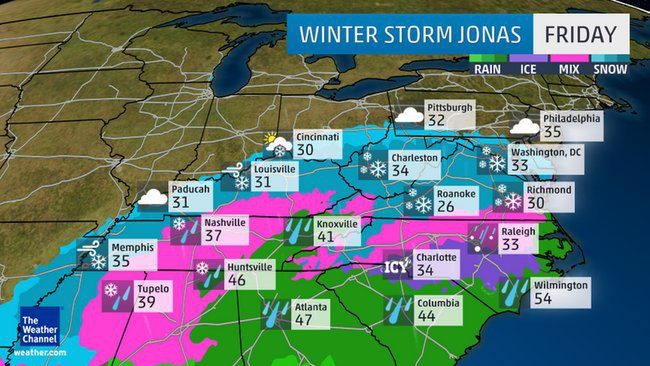 WINTER STORM JONAS FRIDAY
RAIN ICE MIX SNOW
Pittsburgh
32
Philadelphia
35
Cincinnati
30
Washington, DC
33
Charleston
34
Louisville
31
Paducah
31
Roanoke
26
Richmond
30
Nashville
37
Knoxville
41
Raleigh
33
Memphis
35
Huntsville
46
ICY
Charlotte
34
Tupelo
39
Wilmington
54
Atlanta
47
Columbia
44
The
Weather
Channel
weather.com